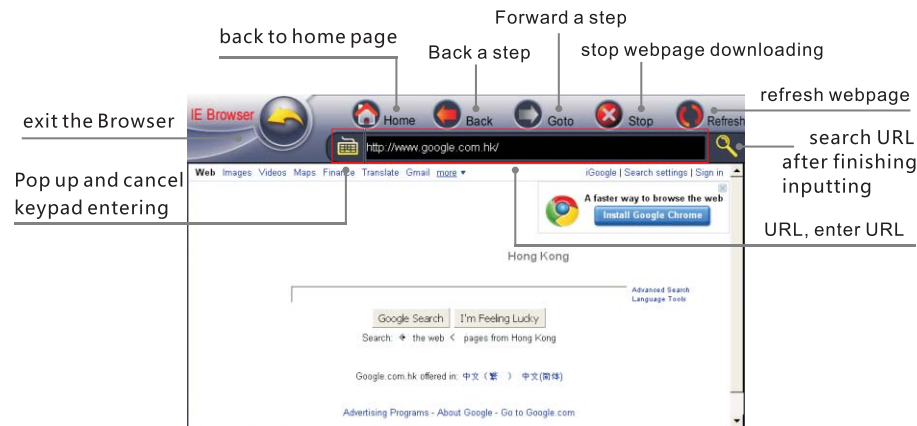 Forward a step
back to home page
Back a step
stop webpage downloading
refresh webpage
IE Browser
Home
Back
Goto
Stop
Refresh
exit the Browser
http://www.google.com.hk/
search URL
after finishing
inputting
Pop up and cancel
keypad entering
Web Images Videos Maps Finance Translate Gmail more ▼
iGoogle | Search settings | Sign in
A faster way to browse the web
Install Google Chrome
URL, enter URL
Hong Kong
Advanced Search
Language Tools
Google Search
I'm Feeling Lucky
Search: the web pages from Hong Kong
Google.com.hk offered in: 中文（繁 ） 中文(简体)
Advertising Programs - About Google - Go to Google.com